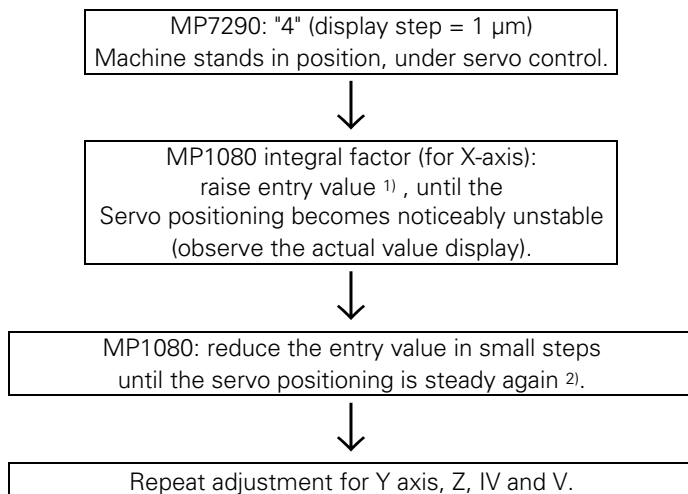 MP7290: "4" (display step = 1 µm)
Machine stands in position, under servo control.
MP1080 integral factor (for X-axis):
raise entry value 1) , until the
Servo positioning becomes noticeably unstable
(observe the actual value display).
MP1080: reduce the entry value in small steps
until the servo positioning is steady again 2).
Repeat adjustment for Y axis, Z, IV and V.